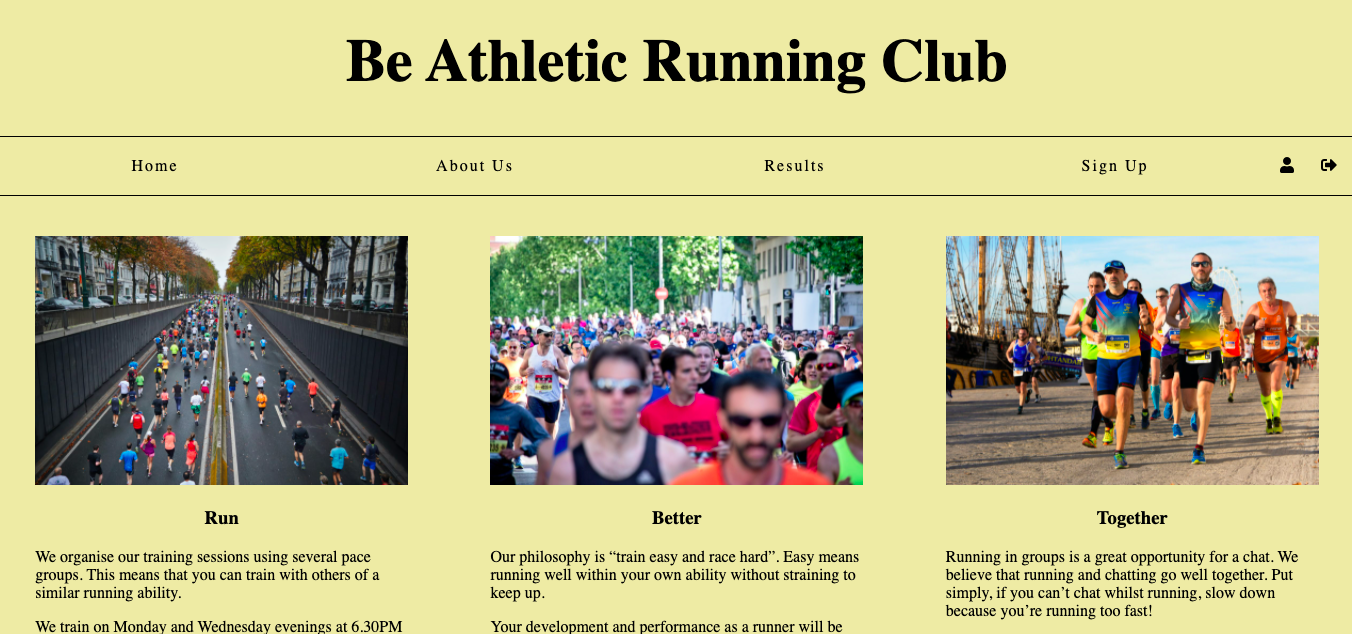 Be Athletic Running Club
Home About Us Results Sign Up
Run
We organise our training sessions using several pace
groups. This means that you can train with others of a
similar running ability.
We train on Monday and Wednesday evenings at 6.30PM
Better
Our philosophy is “train easy and race hard”. Easy means
running well within your own ability without straining to
keep up.
Your development and performance as a runner will be
Together
Running in groups is a great opportunity for a chat. We
believe that running and chatting go well together. Put
simply, if you can’t chat whilst running, slow down
because you’re running too fast!